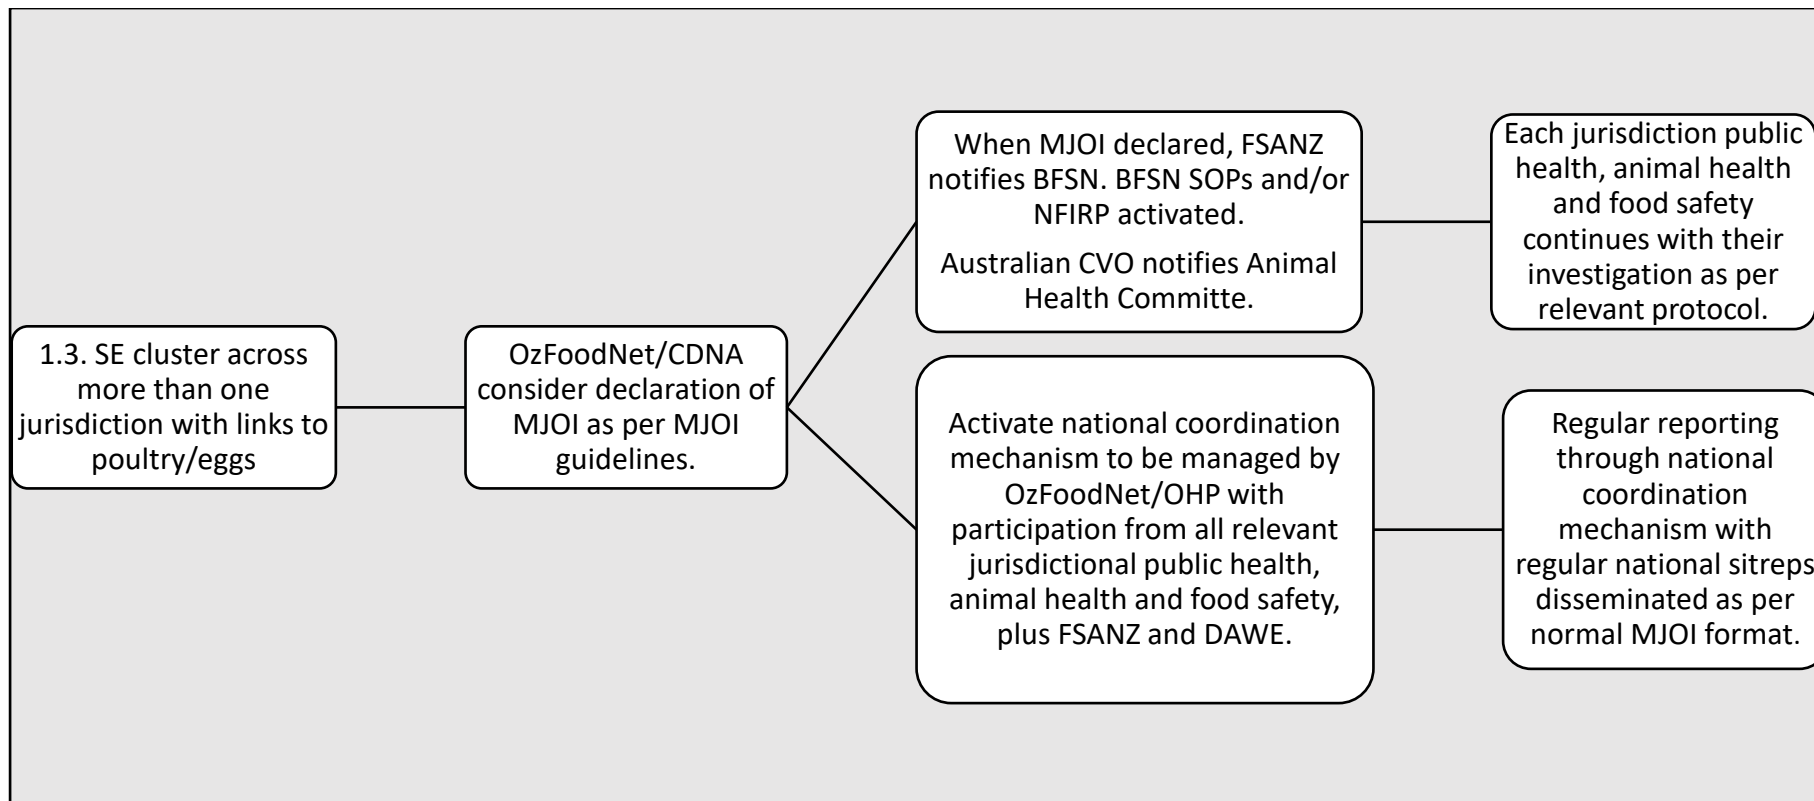 1.3. SE cluster across
more than one
jurisdiction with links to
poultry/eggs
OzFoodNet/CDNA
consider declaration of
MJOI as per MJOI
guidelines.
When MJOI declared, FSANZ
notifies BFSN. BFSN SOPs and/or
NFIRP activated.
Australian CVO notifies Animal
Health Committe.
Each jurisdiction public
health, animal health
and food safety
continues with their
investigation as per
relevant protocol.
Activate national coordination
mechanism to be managed by
OzFoodNet/OHP with
participation from all relevant
jurisdictional public health,
animal health and food safety,
plus FSANZ and DAWE.
Regular reporting
through national
coordination
mechanism with
regular national sitreps
disseminated as per
normal MJOI format.